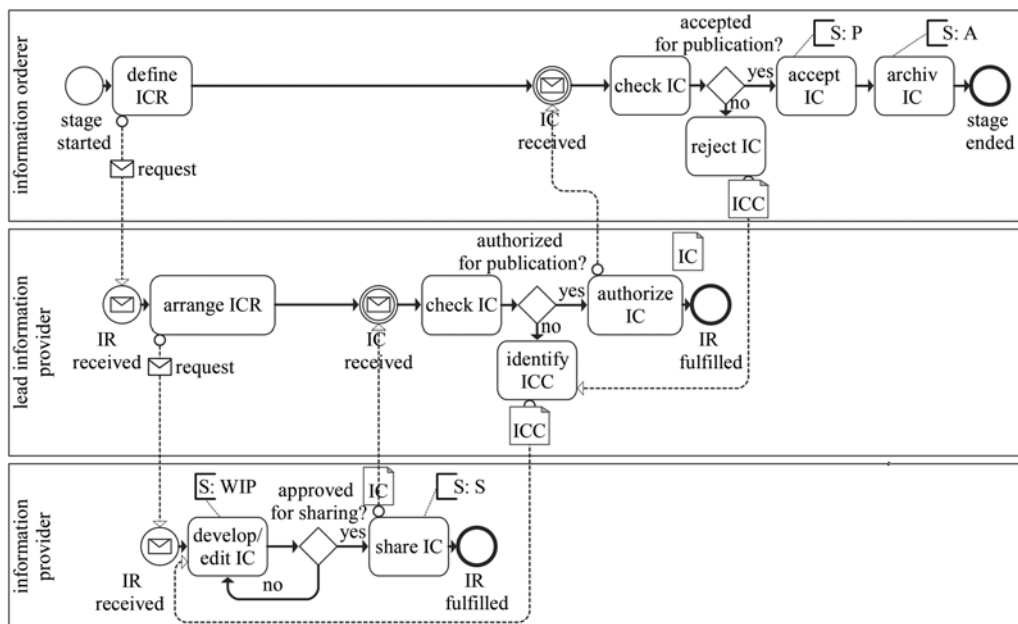 information orderer
stage
started
define
ICR
request
IC
received
check IC
accepted
for publication?
yes
no
reject IC
ICC
S: P
accept
IC
S: A
archiv
IC
stage
ended
lead information
provider
IR
received
arrange ICR
request
IC
received
check IC
authorized
for publication?
yes
no
identify
ICC
ICC
authorize
IC
IC
IR
fulfilled
information
provider
IR
received
S: WIP
develop/
edit IC
no
approved
for sharing?
yes
IC
S: S
share IC
IR
fulfilled